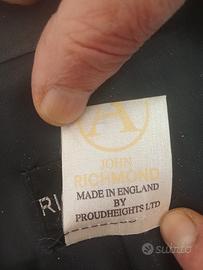 A
JOHN
RICHMOND
MADE IN ENGLAND
BY
PROUDHEIGHTS LTD
RI
Subito